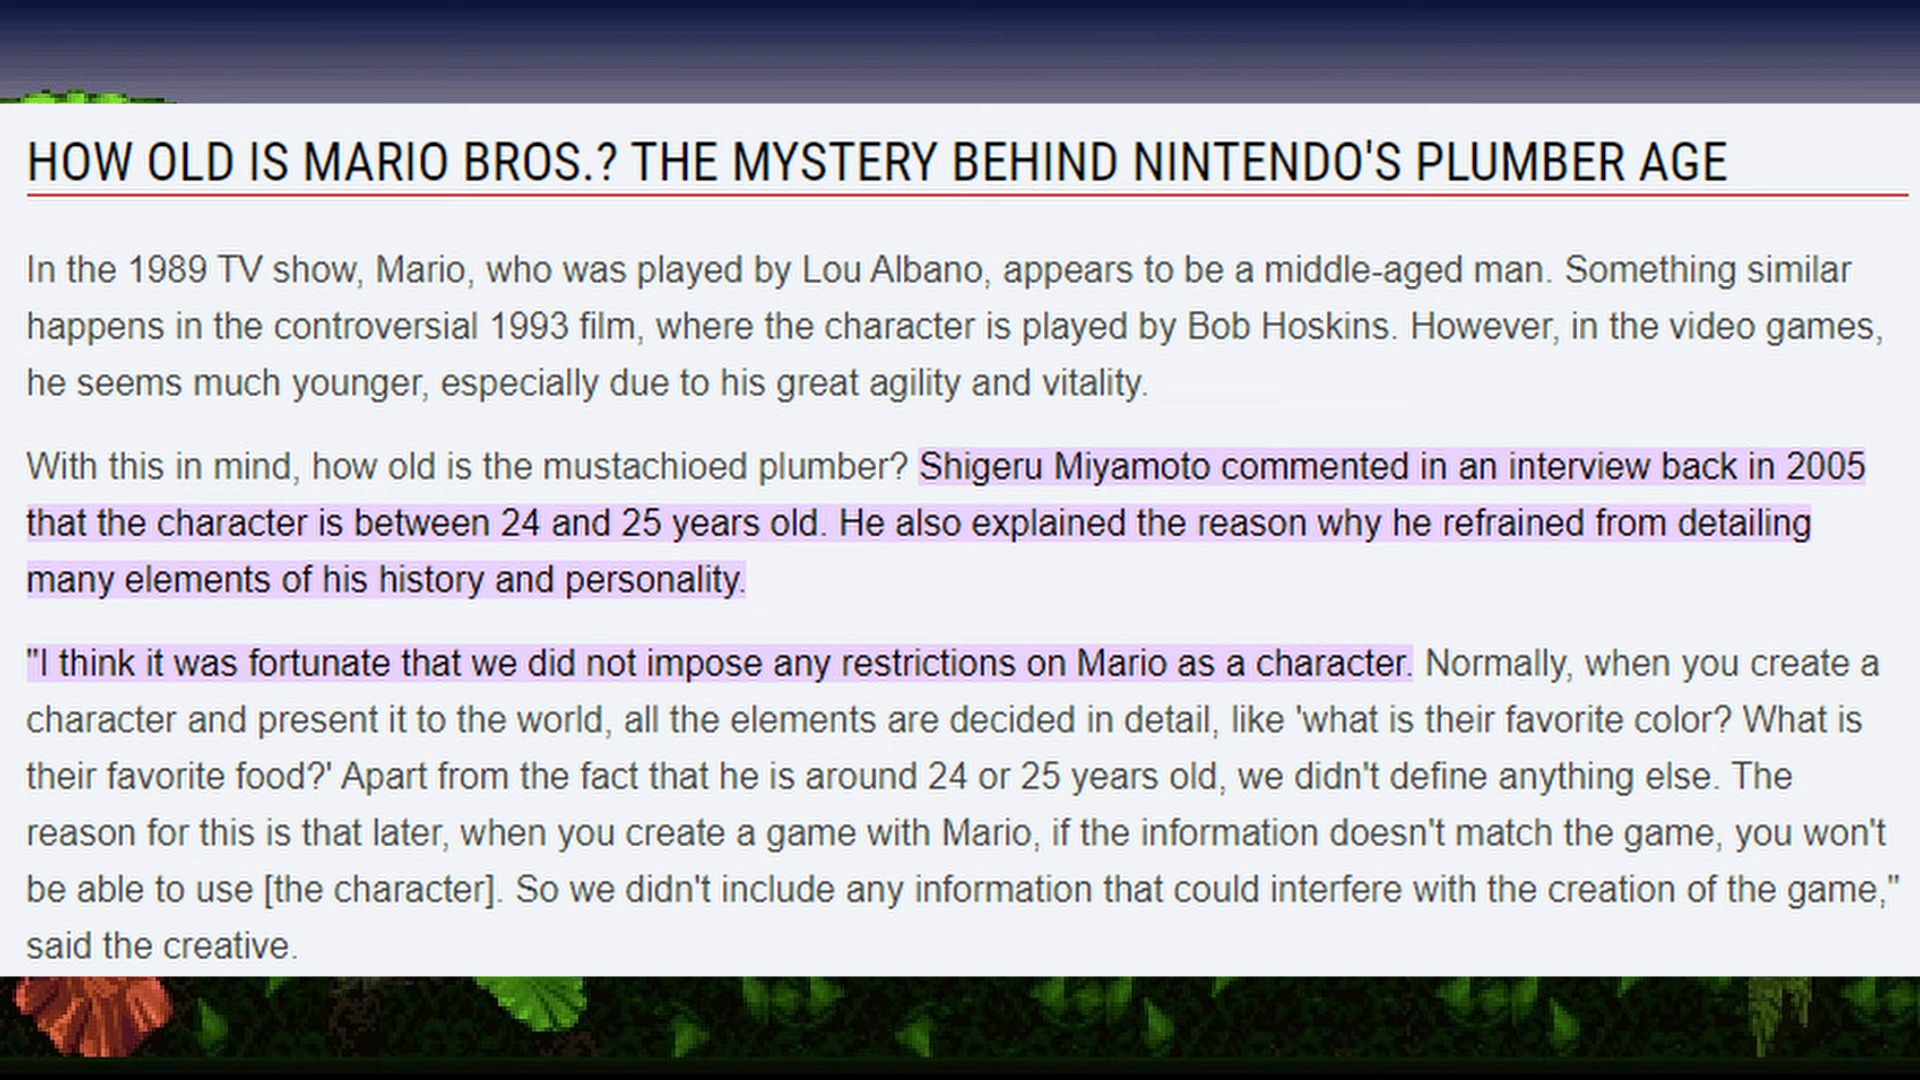 HOW OLD IS MARIO BROS.? THE MYSTERY BEHIND NINTENDO'S PLUMBER AGE
In the 1989 TV show, Mario, who was played by Lou Albano, appears to be a middle-aged man. Something similar
happens in the controversial 1993 film, where the character is played by Bob Hoskins. However, in the video games,
he seems much younger, especially due to his great agility and vitality.
With this in mind, how old is the mustachioed plumber? Shigeru Miyamoto commented in an interview back in 2005
that the character is between 24 and 25 years old. He also explained the reason why he refrained from detailing
many elements of his history and personality.
"I think it was fortunate that we did not impose any restrictions on Mario as a character. Normally, when you create a
character and present it to the world, all the elements are decided in detail, like 'what is their favorite color? What is
their favorite food?' Apart from the fact that he is around 24 or 25 years old, we didn't define anything else. The
reason for this is that later, when you create a game with Mario, if the information doesn't match the game, you won't
be able to use [the character]. So we didn't include any information that could interfere with the creation of the game,"
said the creative.